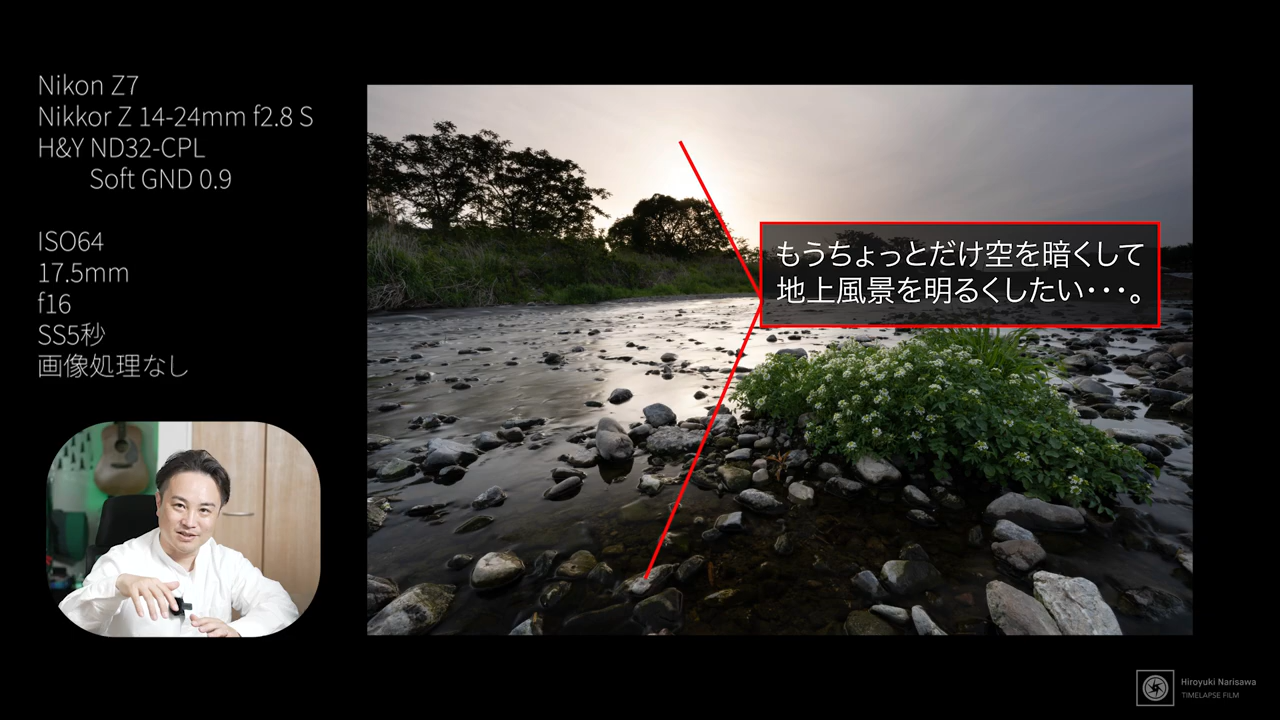 Nikon Z7
Nikkor Z 14-24mm f2.8 S
H&Y ND32-CPL
Soft GND 0.9
ISO64
17.5mm
f16
SS5秒
画像処理なし
もうちょっとだけ空を暗くして
地上風景を明るくしたい･･･。
Hiroyuki Narisawa
TIMELAPSE FILM